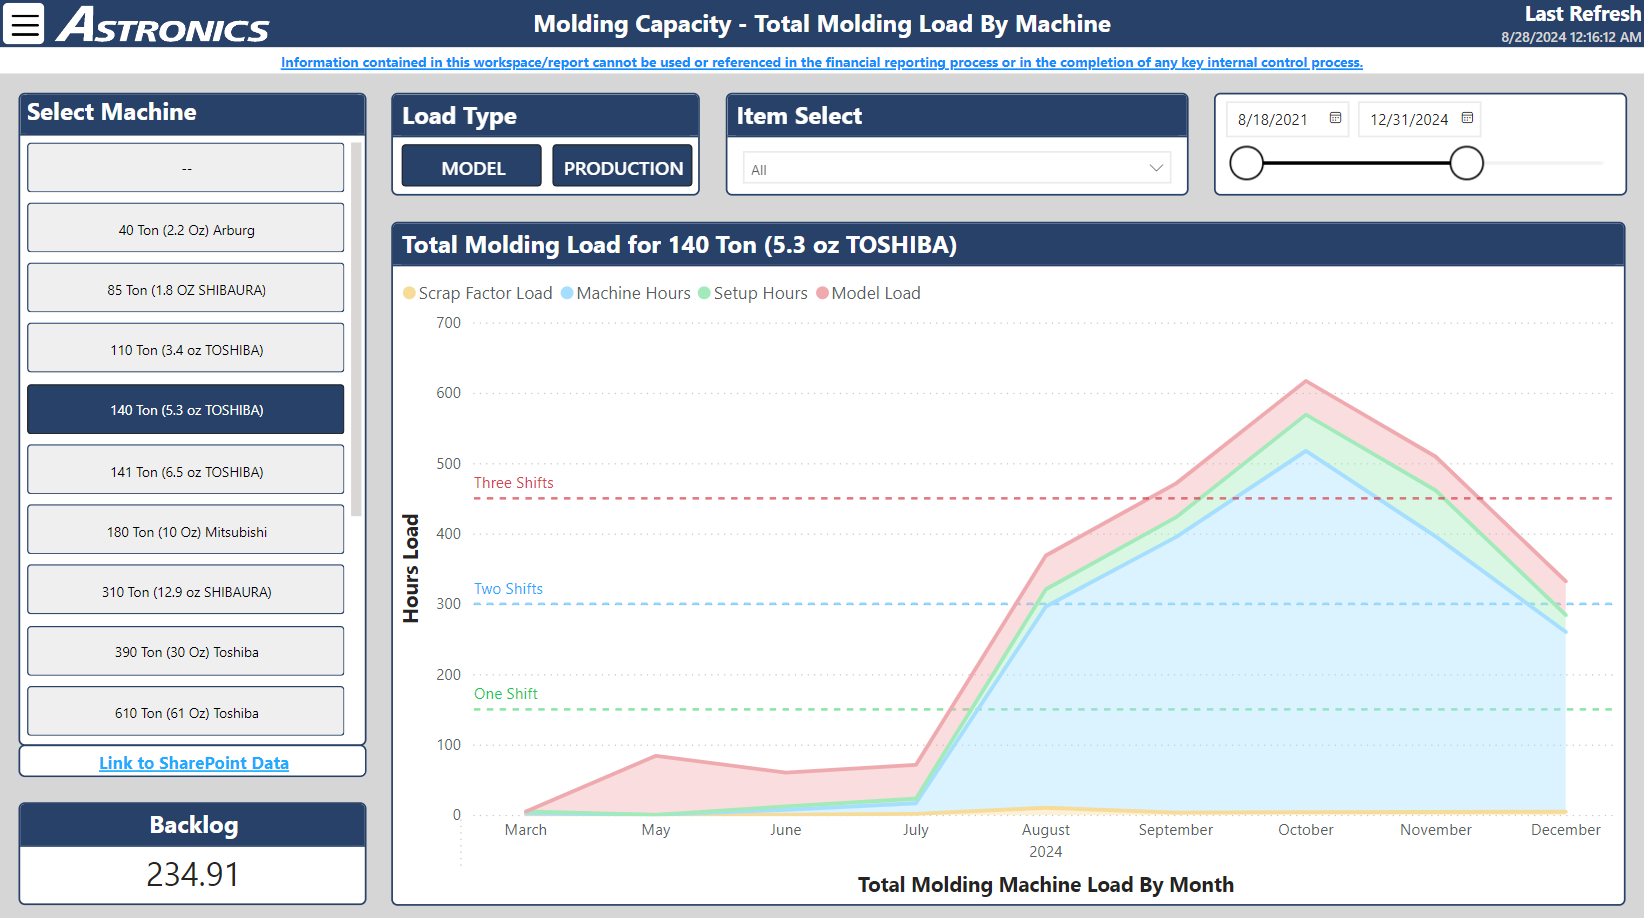 ASTRONICS
Molding Capacity - Total Molding Load By Machine
Last Refresh
8/28/2024 12:16:12 AM
Information contained in this workspace/report cannot be used or referenced in the financial reporting process or in the completion of any key internal control process.
Select Machine
--
40 Ton (2.2 Oz) Arburg
85 Ton (1.8 OZ SHIBAURA)
110 Ton (3.4 oz TOSHIBA)
140 Ton (5.3 oz TOSHIBA)
141 Ton (6.5 oz TOSHIBA)
180 Ton (10 Oz) Mitsubishi
310 Ton (12.9 oz SHIBAURA)
390 Ton (30 Oz) Toshiba
610 Ton (61 Oz) Toshiba
Link to SharePoint Data
Backlog
234.91
Load Type
MODEL
PRODUCTION
Item Select
All
8/18/2021
12/31/2024
Total Molding Load for 140 Ton (5.3 oz TOSHIBA)
Scrap Factor Load
Machine Hours
Setup Hours
Model Load
700
600
500
Three Shifts
400
Two Shifts
300
200
One Shift
100
0
Hours Load
March
May
June
July
August
September
October
November
December
2024
Total Molding Machine Load By Month